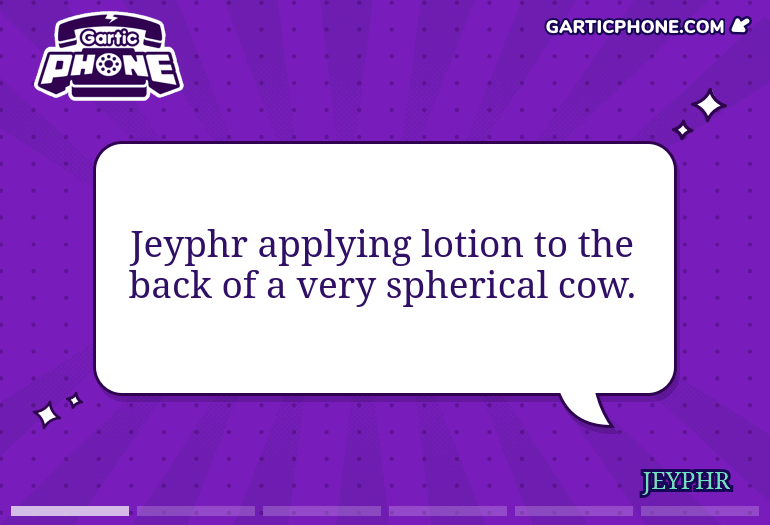 Gartic
PHONE
GARTICPHONE.COM
Jeyphr applying lotion to the
back of a very spherical cow.
JEYPHR